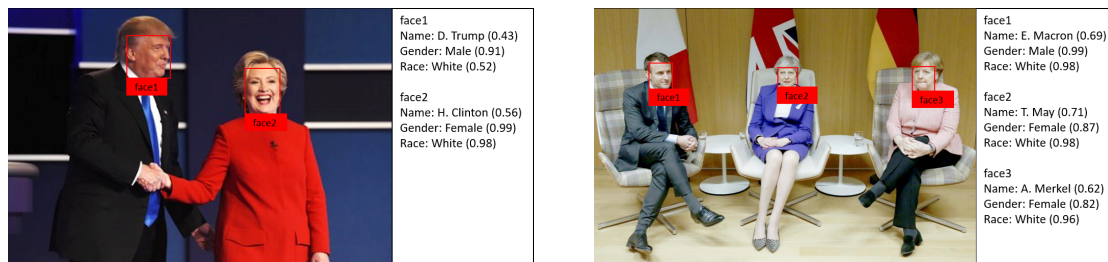 face1
Name: D. Trump (0.43)
Gender: Male (0.91)
Race: White (0.52)
face2
Name: H. Clinton (0.56)
Gender: Female (0.99)
Race: White (0.98)
face1
face2
face1
Name: E. Macron (0.69)
Gender: Male (0.99)
Race: White (0.98)
face2
Name: T. May (0.71)
Gender: Female (0.87)
Race: White (0.98)
face3
Name: A. Merkel (0.62)
Gender: Female (0.82)
Race: White (0.96)
face1
face2
face3